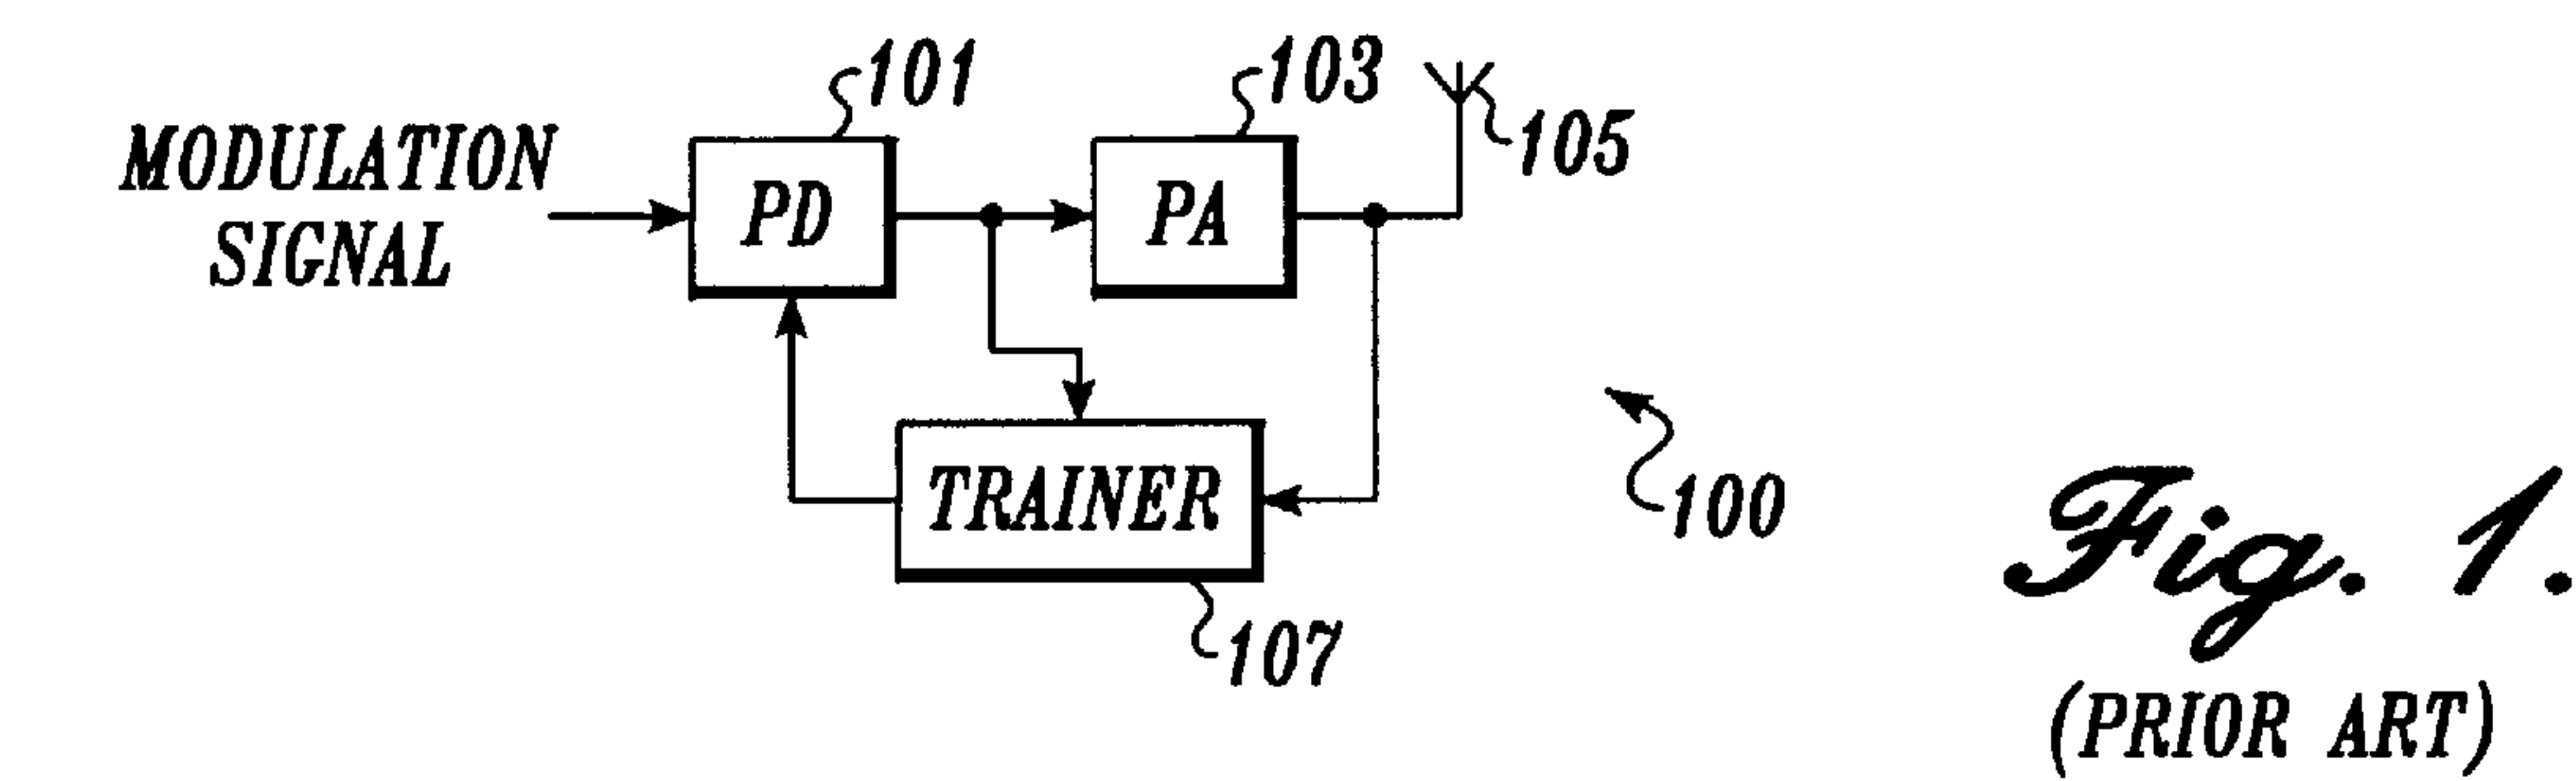 101
103
105
MODULATION
SIGNAL
PD
PA
TRAINER
100
107
Fig. 1.
(PRIOR ART)